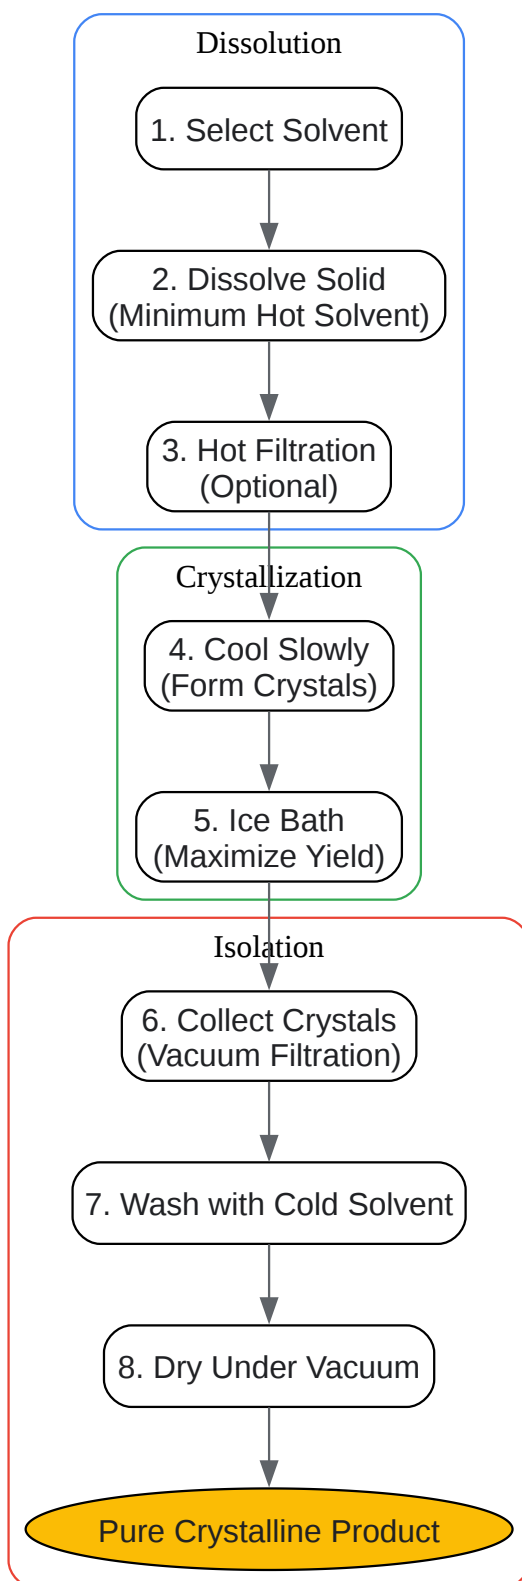 Dissolution
1. Select Solvent
2. Dissolve Solid
(Minimum Hot Solvent)
3. Hot Filtration
(Optional)
Crystallization
4. Cool Slowly
(Form Crystals)
5. Ice Bath
(Maximize Yield)
Isolation
6. Collect Crystals
(Vacuum Filtration)
7. Wash with Cold Solvent
8. Dry Under Vacuum
Pure Crystalline Product